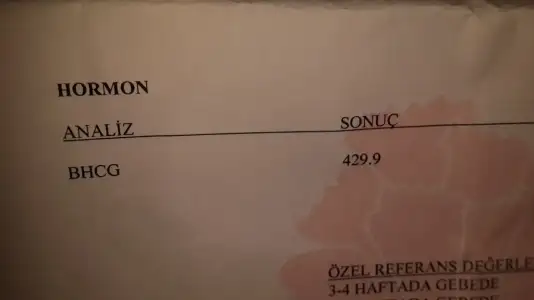 HORMON
ANALİZ SONUÇ
BHCG 429.9
ÖZEL REFERANS DEĞERLE
3-4 HAFTADA GEBEDE